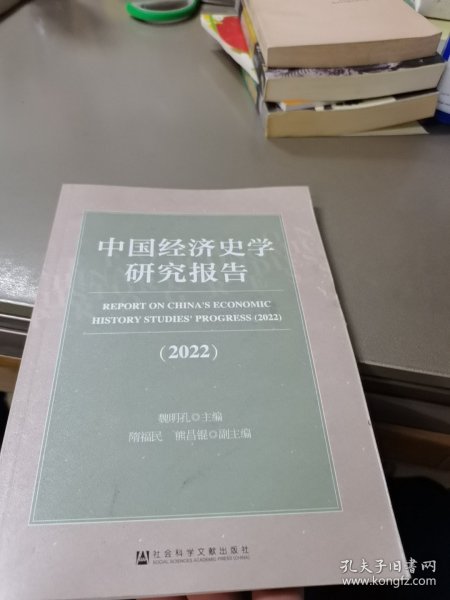 中国经济史学
研究报告
REPORT ON CHINA'S ECONOMIC
HISTORY STUDIES' PROGRESS (2022)
（2022）
魏明孔◎主编
隋福民 熊昌锟◎副主编
社会科学文献出版社
SOCIAL SCIENCES ACADEMIC PRESS (CHINA)
孔夫子旧书网
www.kongfz.com